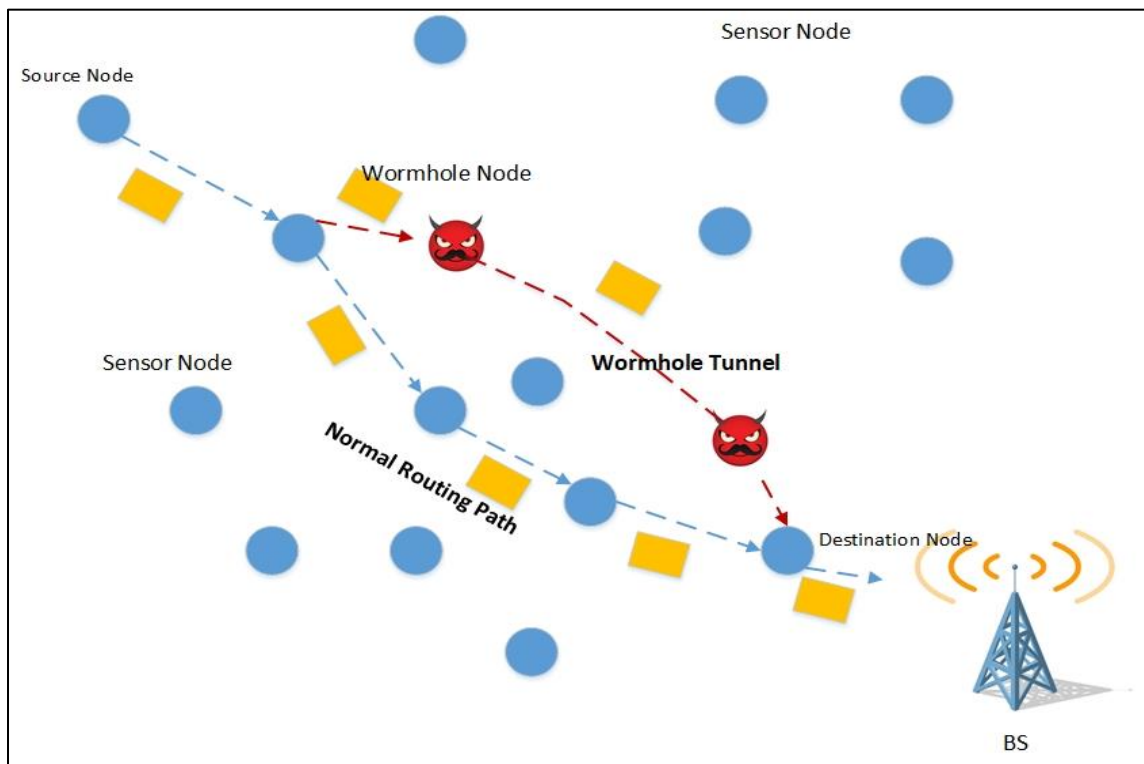 Sensor Node
Source Node
Wormhole Node
Sensor Node
Wormhole Tunnel
Normal Routing Path
Destination Node
BS